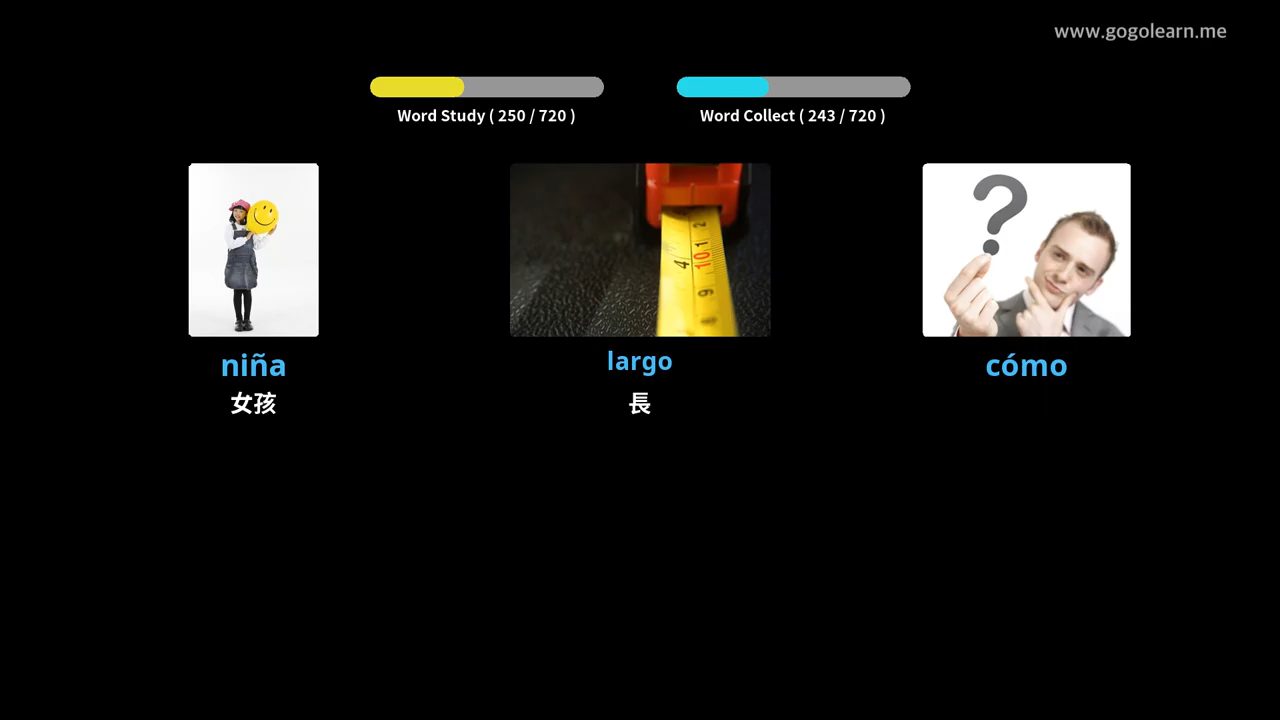 www.gogolearn.me
Word Study ( 250 / 720 )
Word Collect ( 243 / 720 )
niña
女孩
largo
長
cómo